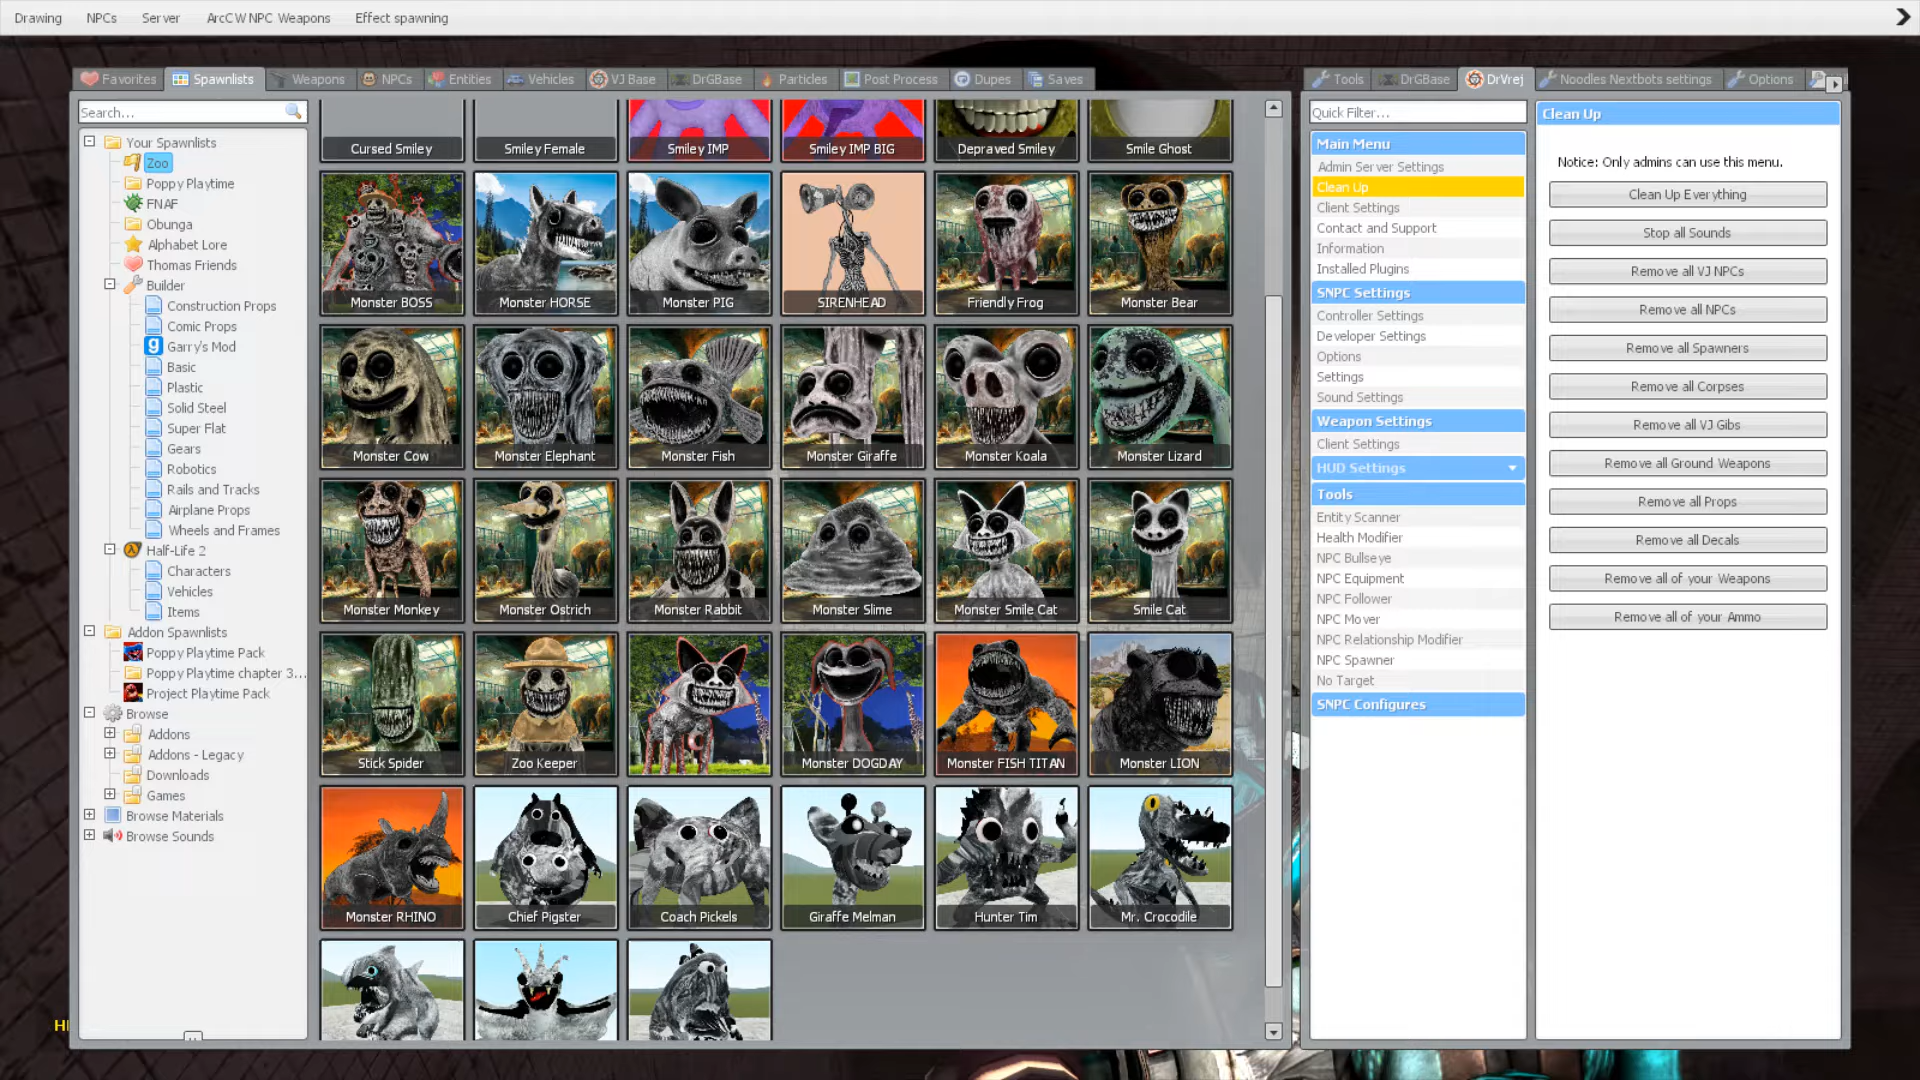 Drawing NPCs Server ArcCW NPC Weapons Effect spawning
Favorites Spawnlists Weapons NPCs Entities Vehicles VJ Base DrGBase Particles Post Process Dupes Saves
Search...
Your Spawnlists
Zoo
Poppy Playtime
FNAF
Obunga
Alphabet Lore
Thomas Friends
Builder
Construction Props
Comic Props
Garry's Mod
Basic
Plastic
Solid Steel
Super Flat
Gears
Robotics
Rails and Tracks
Airplane Props
Wheels and Frames
Half-Life 2
Characters
Vehicles
Items
Addon Spawnlists
Poppy Playtime Pack
Poppy Playtime chapter 3...
Project Playtime Pack
Browse
Addons
Addons - Legacy
Downloads
Games
Browse Materials
Browse Sounds
Cursed Smiley Smiley Female Smiley IMP Smiley IMP BIG Depraved Smiley Smile Ghost
Monster BOSS Monster HORSE Monster PIG SIRENHEAD Friendly Frog Monster Bear
Monster Cow Monster Elephant Monster Fish Monster Giraffe Monster Koala Monster Lizard
Monster Monkey Monster Ostrich Monster Rabbit Monster Slime Monster Smile Cat Smile Cat
Stick Spider Zoo Keeper Monster DOGDAY Monster FISH TITAN Monster LION
Monster RHINO Chief Pigster Coach Pickels Giraffe Melman Hunter Tim Mr. Crocodile
Tools DrGBase DrVrej Noodles Nextbots settings Options
Quick Filter...
Main Menu
Admin Server Settings
Clean Up
Client Settings
Contact and Support
Information
Installed Plugins
SNPC Settings
Controller Settings
Developer Settings
Options
Settings
Sound Settings
Weapon Settings
Client Settings
HUD Settings
Tools
Entity Scanner
Health Modifier
NPC Bullseye
NPC Equipment
NPC Follower
NPC Mover
NPC Relationship Modifier
NPC Spawner
No Target
SNPC Configures
Clean Up
Notice: Only admins can use this menu.
Clean Up Everything
Stop all Sounds
Remove all VJ NPCs
Remove all NPCs
Remove all Spawners
Remove all Corpses
Remove all VJ Gibs
Remove all Ground Weapons
Remove all Props
Remove all Decals
Remove all of your Weapons
Remove all of your Ammo